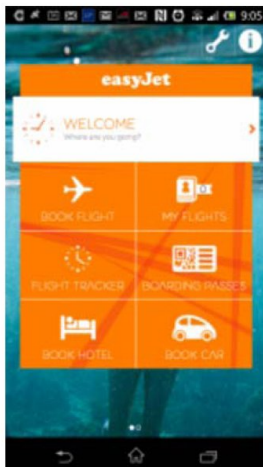 9:05
easyJet
WELCOME
Where are you going?
BOOK FLIGHT
MY FLIGHTS
FLIGHT TRACKER
BOARDING PASSES
BOOK HOTEL
BOOK CAR